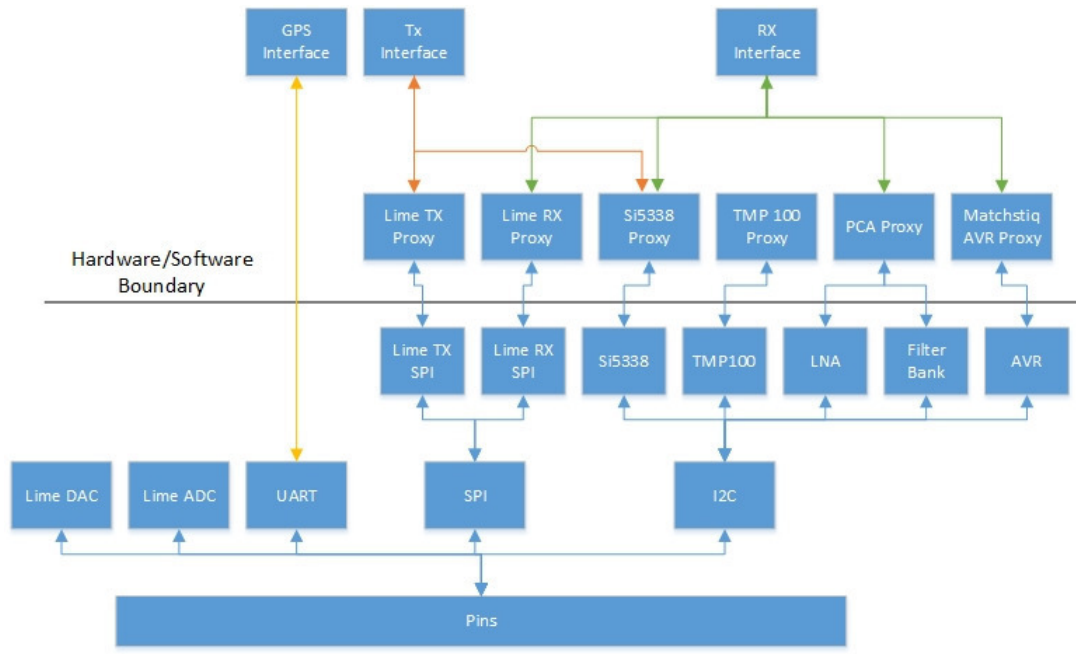 GPS
Interface
Tx
Interface
RX
Interface
Lime TX
Proxy
Lime RX
Proxy
Si5338
Proxy
TMP 100
Proxy
PCA Proxy
Matchstiq
AVR Proxy
Hardware/Software
Boundary
Lime TX
SPI
Lime RX
SPI
Si5338
TMP100
LNA
Filter
Bank
AVR
Lime DAC
Lime ADC
UART
SPI
I2C
Pins